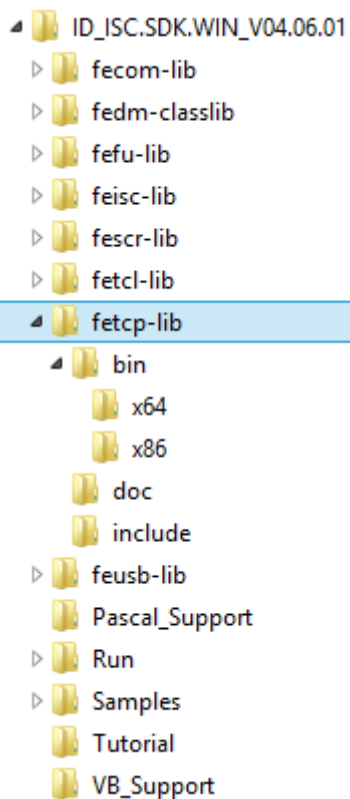 ID_ISC.SDK.WIN_V04.06.01
fecom-lib
fedm-classlib
fefu-lib
feisc-lib
fescr-lib
fetcl-lib
fetcp-lib
bin
x64
x86
doc
include
feusb-lib
Pascal_Support
Run
Samples
Tutorial
VB_Support